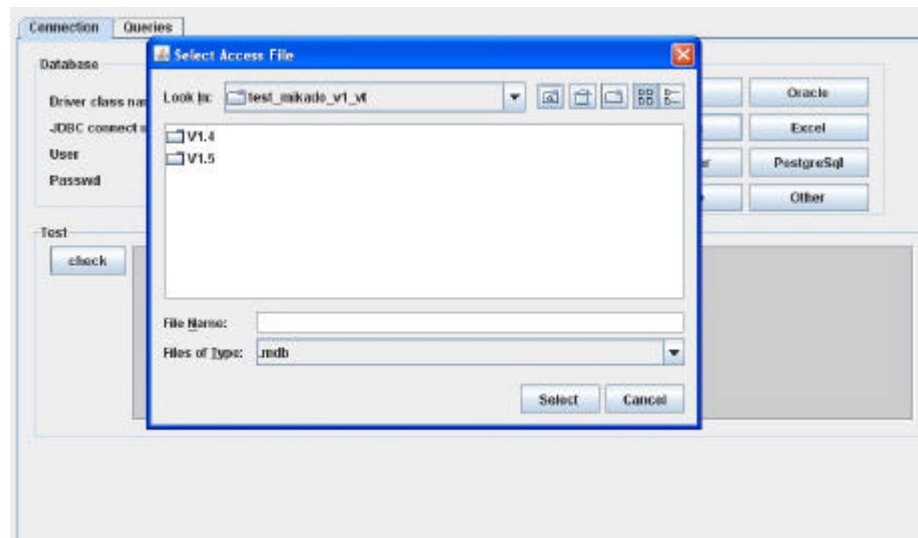 Connection Queries
Select Access File
Database
Look In: test_mikado_v1_vt
Oracle
Driver class nam
V1.4
JDBC connect u
Excel
V1.5
User
PostgreSql
Passwd
Other
Test
check
File Name:
Files of Type: .mdb
Select Cancel